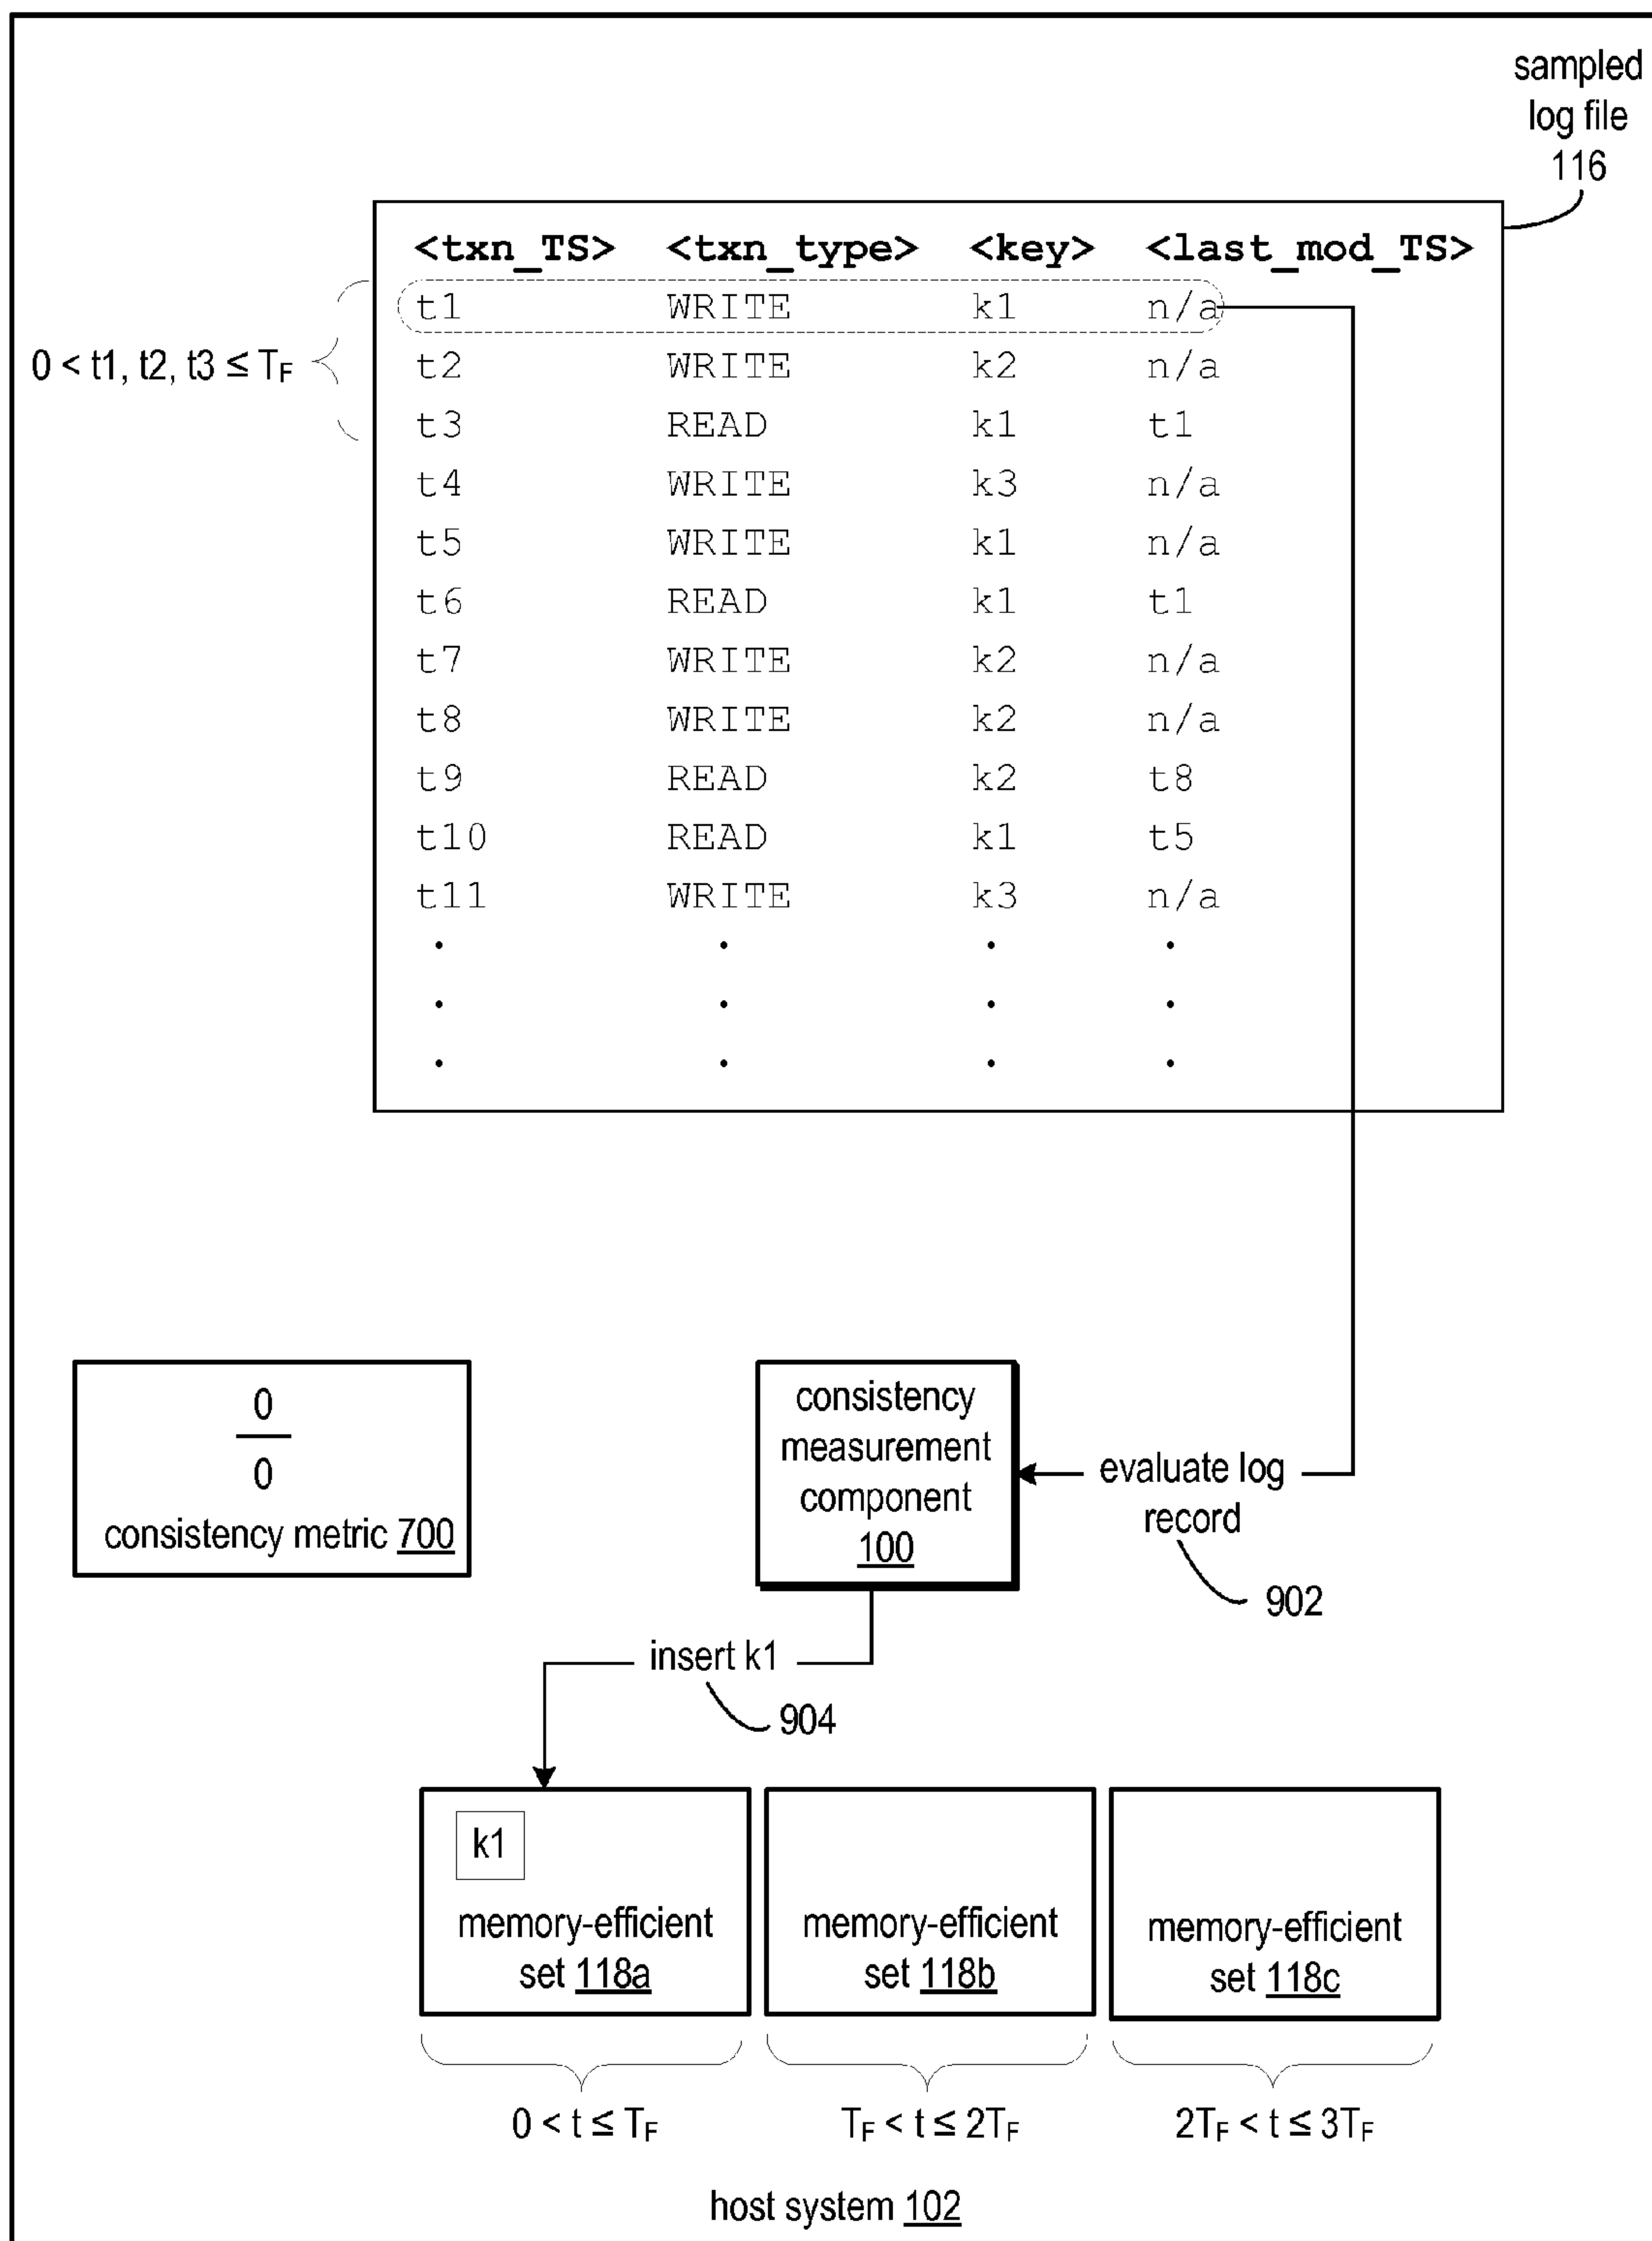 sampled
log file
116
<txn_TS> <txn_type> <key> <last_mod_TS>
t1 WRITE k1 n/a
0 < t1, t2, t3 ≤ TF
t2 WRITE k2 n/a
t3 READ k1 t1
t4 WRITE k3 n/a
t5 WRITE k1 n/a
t6 READ k1 t1
t7 WRITE k2 n/a
t8 WRITE k2 n/a
t9 READ k2 t8
t10 READ k1 t5
t11 WRITE k3 n/a
. . . .
. . . .
. . . .
0
0
consistency metric 700
consistency
measurement
component
100
evaluate log
record
902
insert k1
904
k1
memory-efficient
set 118a
memory-efficient
set 118b
memory-efficient
set 118c
0 < t ≤ TF
TF < t ≤ 2TF
2TF < t ≤ 3TF
host system 102